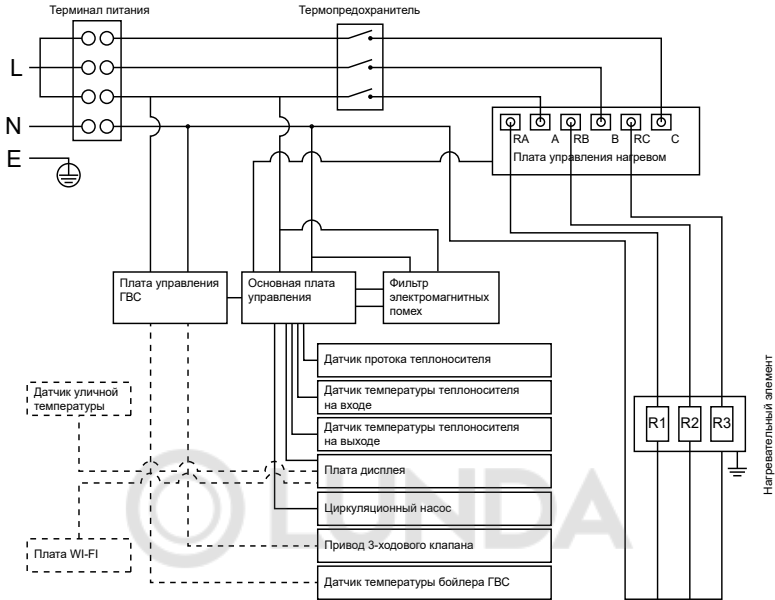 Терминал питания
Термопредохранитель
L
N
E
RA A RB B RC C
Плата управления нагревом
Плата управления
ГВС
Основная плата
управления
Фильтр
электромагнитных
помех
Датчик протока теплоносителя
Датчик температуры теплоносителя
на входе
Датчик температуры теплоносителя
на выходе
Плата дисплея
Циркуляционный насос
Привод 3-ходового клапана
Датчик температуры бойлера ГВС
Датчик уличной
температуры
Плата WI-FI
R1 R2 R3
Нагревательный элемент
LUNDA